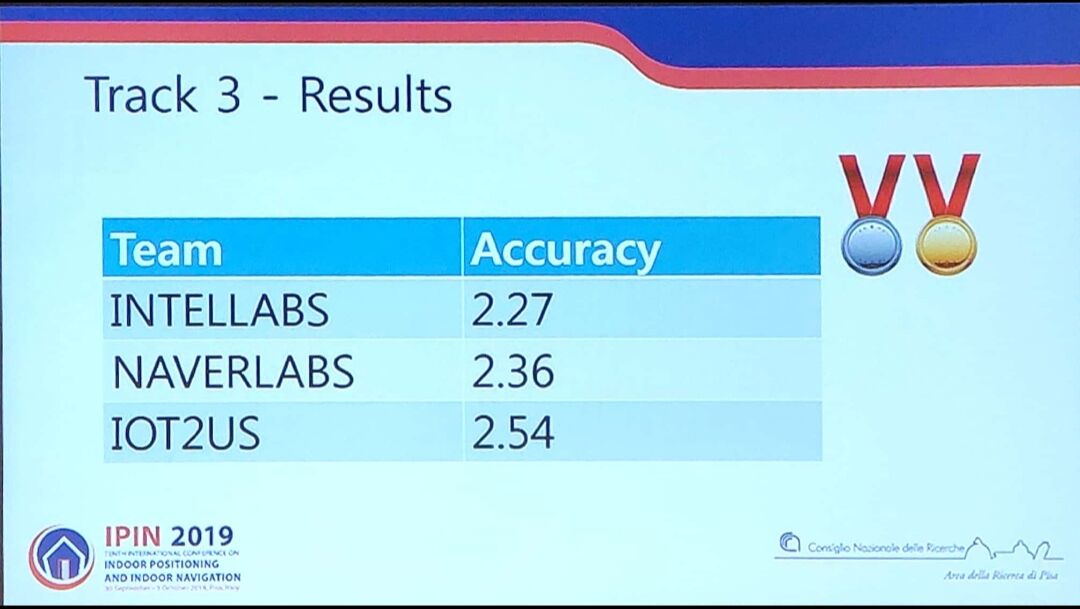 Track 3 - Results
Team Accuracy
INTELLABS 2.27
NAVERLABS 2.36
IOT2US 2.54
IPIN 2019
TENTH INTERNATIONAL CONFERENCE ON
INDOOR POSITIONING
AND INDOOR NAVIGATION
30 September - 3 October 2019, Pisa, Italy
Consiglio Nazionale delle Ricerche
Area della Ricerca di Pisa